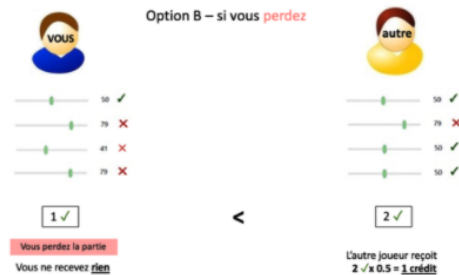 Option B – si vous perdez
vous
autre
50 ✓
79 ✗
41 ✗
79 ✗
50 ✓
79 ✗
50 ✓
50 ✓
1 ✓
<
2 ✓
Vous perdez la partie
Vous ne recevez rien
L'autre joueur reçoit
2 ✓x 0.5 = 1 crédit